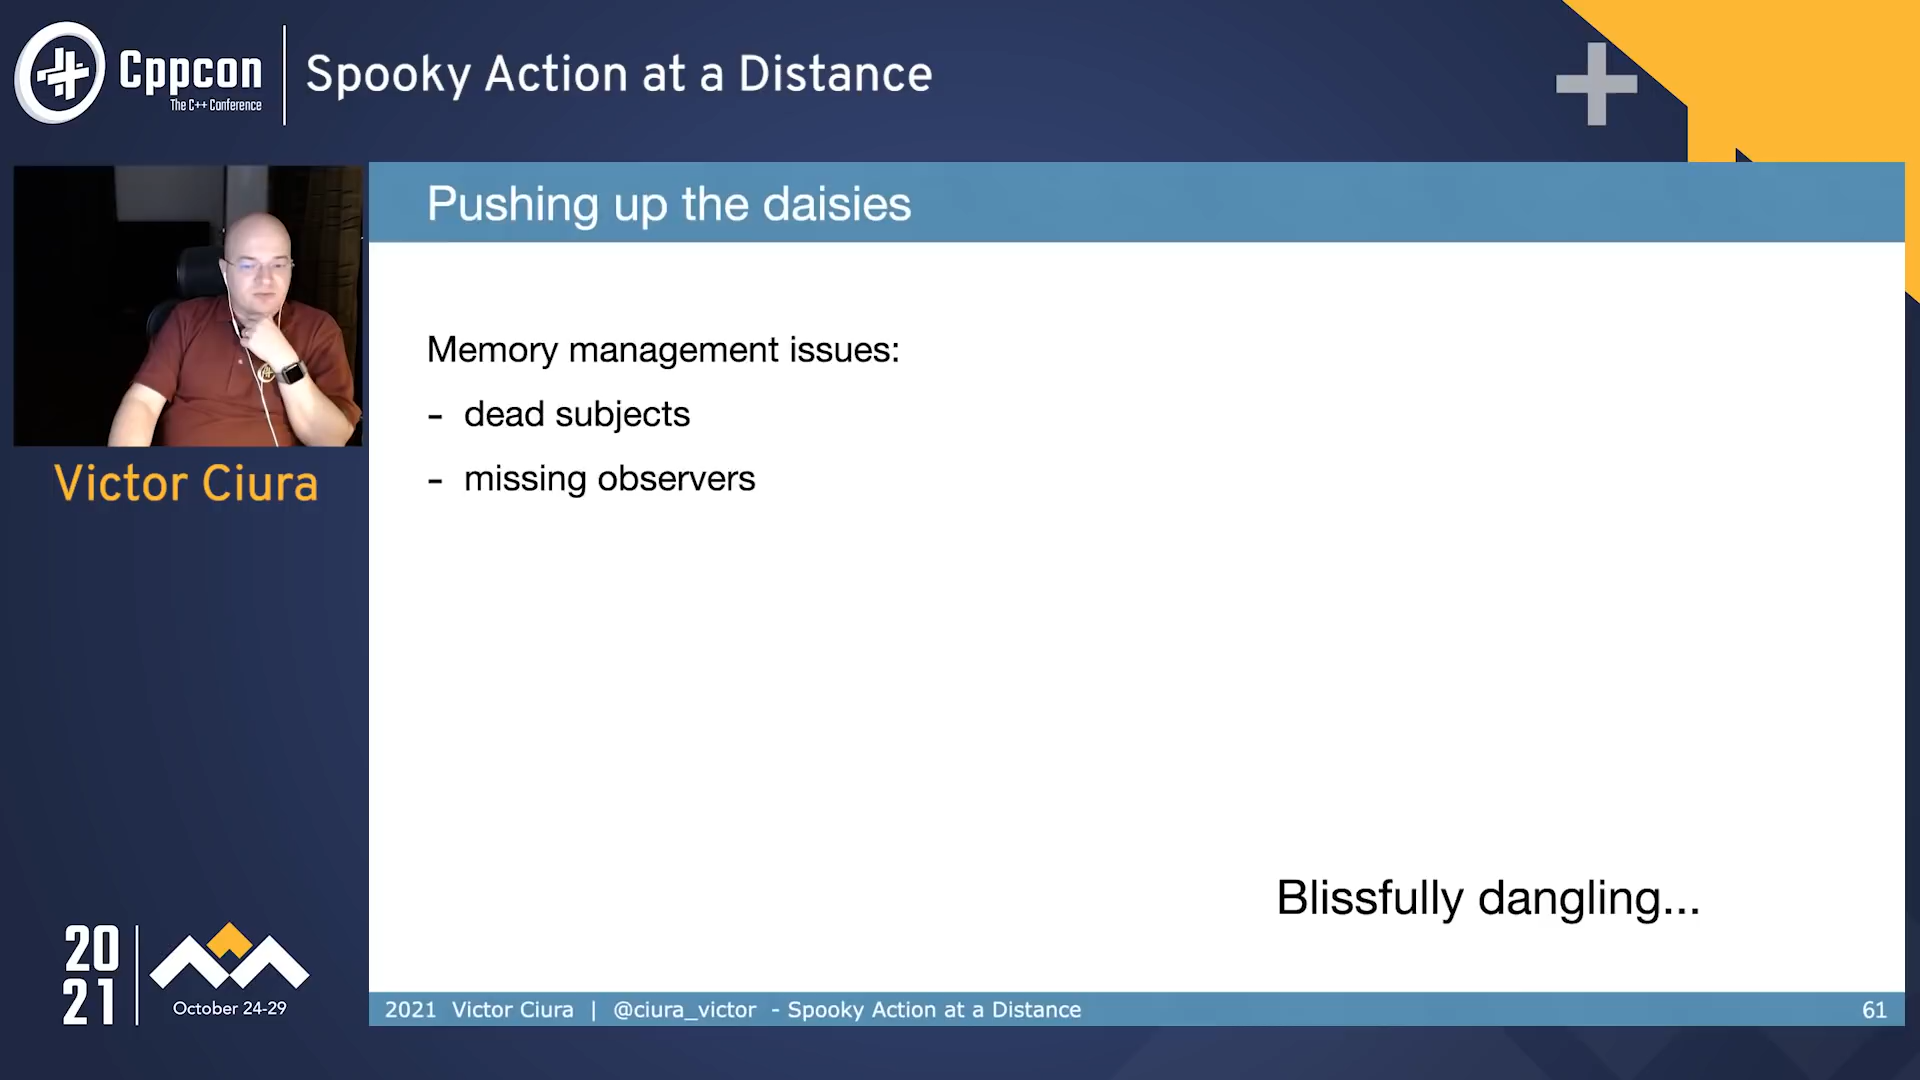 Cppcon
The C++ Conference
Spooky Action at a Distance
Pushing up the daisies
Memory management issues:
- dead subjects
- missing observers
Victor Ciura
Blissfully dangling...
20
21
October 24-29
2021 Victor Ciura | @ciura_victor - Spooky Action at a Distance
61